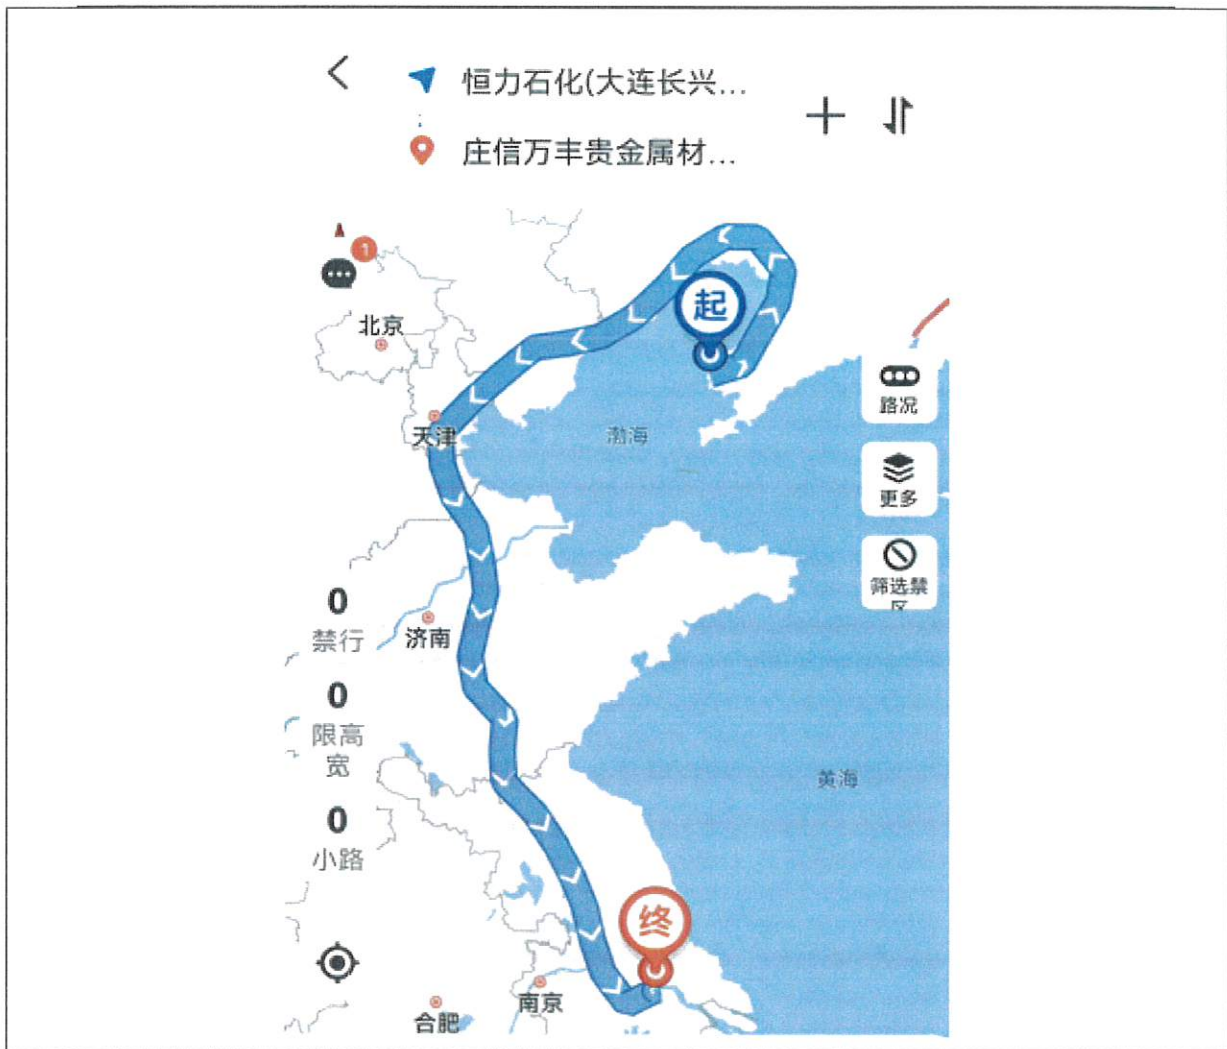 恒力石化(大连长兴...
庄信万丰贵金属材...
1
北京
起
天津
渤海
路况
更多
筛选禁
区
0
禁行
济南
0
限高
宽
黄海
0
小路
终
南京
合肥